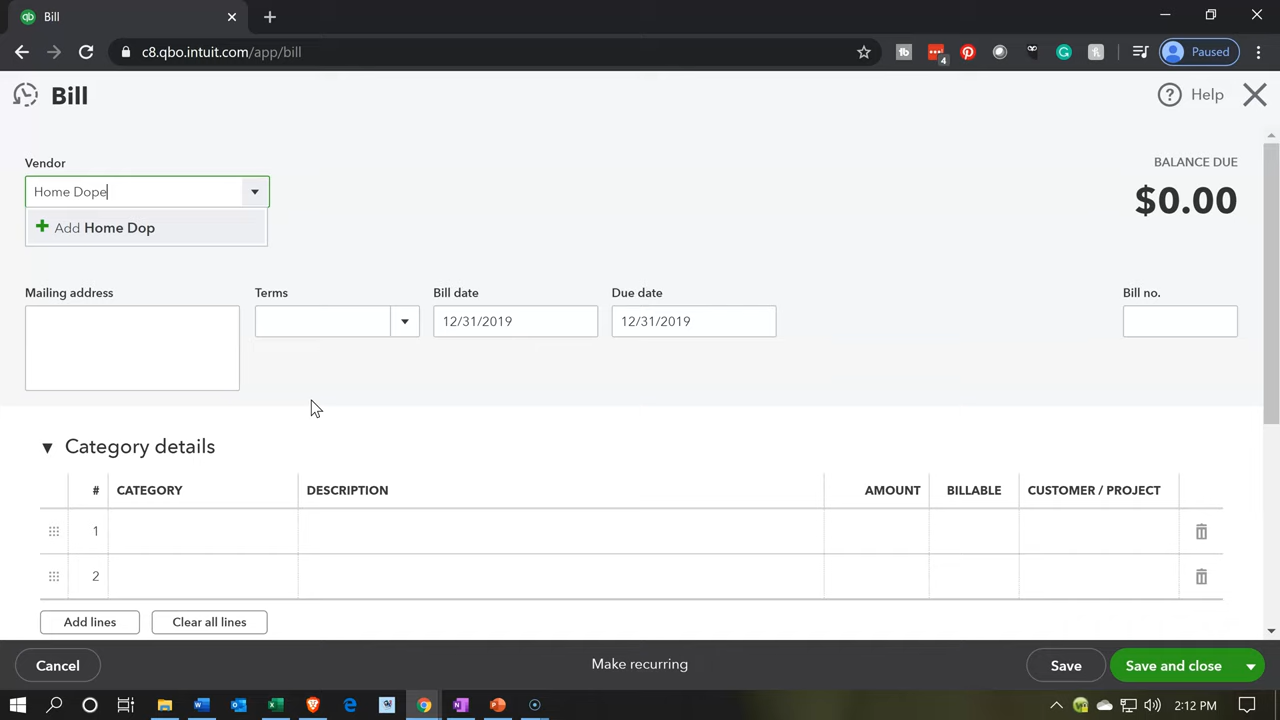 Bill
c8.qbo.intuit.com/app/bill
4
Paused
Bill
Help
Vendor
BALANCE DUE
Home Dope
$0.00
Add Home Dop
Mailing address
Terms
Bill date
Due date
Bill no.
12/31/2019
12/31/2019
Category details
# CATEGORY DESCRIPTION AMOUNT BILLABLE CUSTOMER / PROJECT
1
2
Add lines
Clear all lines
Cancel
Make recurring
Save
Save and close
2:12 PM